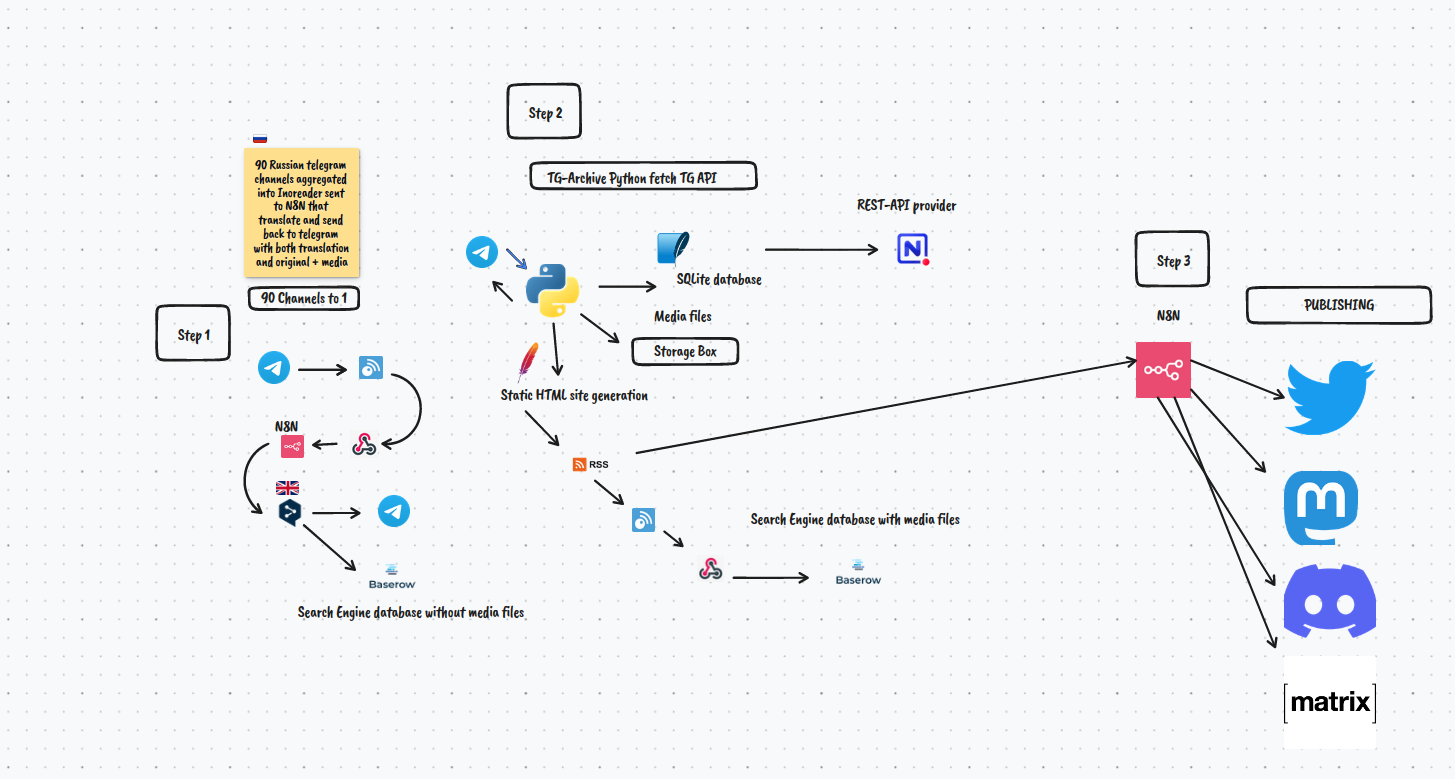 Step 1
90 Russian telegram
channels aggregated
into Inoreader sent
to N8N that
translate and send
back to telegram
with both translation
and original + media
90 Channels to 1
N8N
Baserow
Search Engine database without media files
Step 2
TG-Archive Python fetch TG API
REST-API provider
N
SQLite database
Media files
Storage Box
Static HTML site generation
RSS
Search Engine database with media files
Baserow
Step 3
PUBLISHING
N8N
m
[matrix]